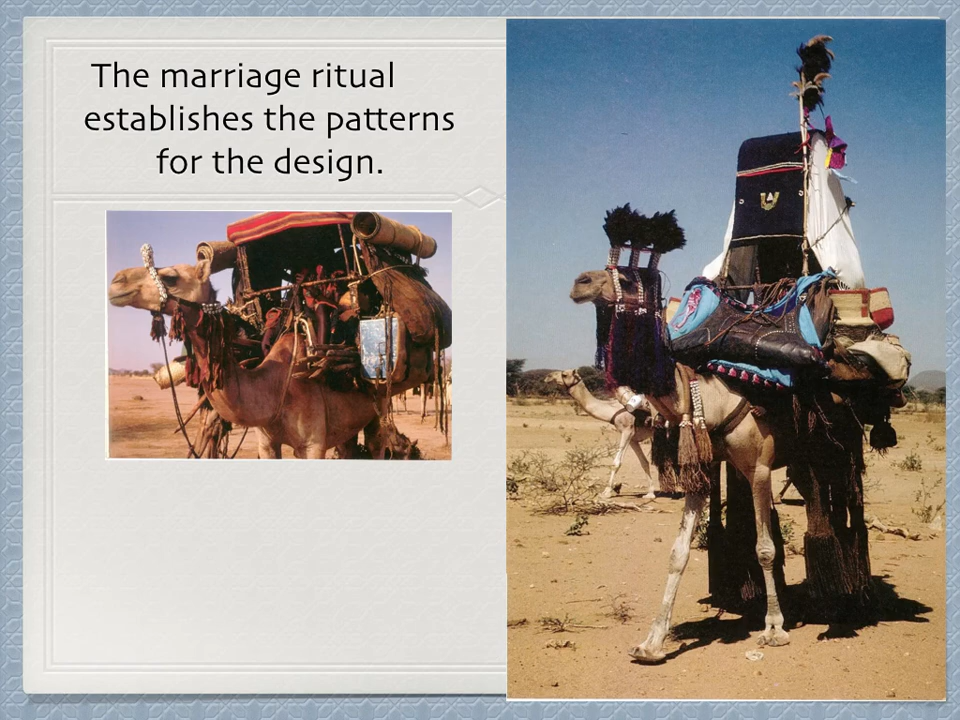 The marriage ritual
establishes the patterns
for the design.